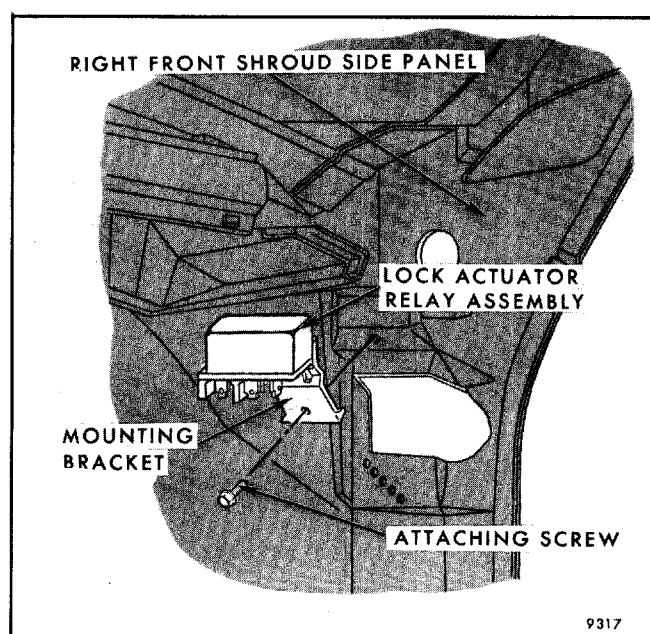 RIGHT FRONT SHROUD SIDE PANEL
LOCK ACTUATOR
RELAY ASSEMBLY
MOUNTING
BRACKET
ATTACHING SCREW
9317